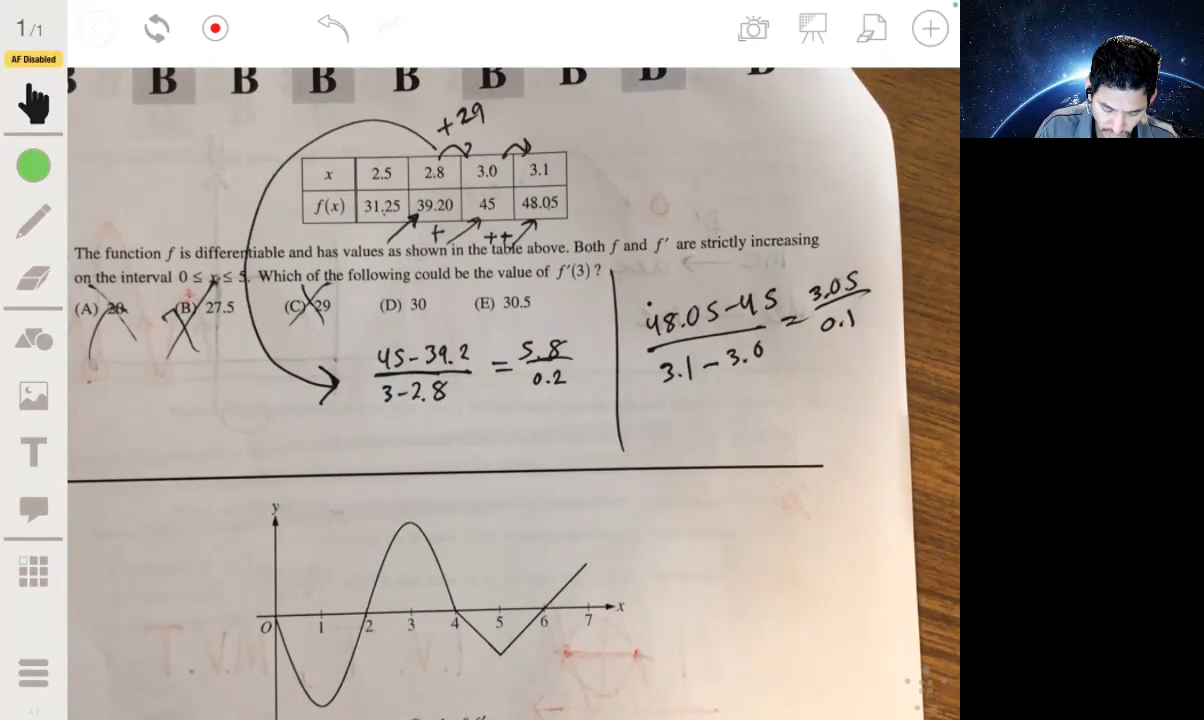 1/1
AF Disabled
B B B B B B B
+29
x 2.5 2.8 3.0 3.1
f(x) 31.25 39.20 45 48.05
+ ++
The function f is differentiable and has values as shown in the table above. Both f and f′ are strictly increasing
on the interval 0 ≤ x ≤ 5. Which of the following could be the value of f′(3) ?
(A) 20 (B) 27.5 (C) 29 (D) 30 (E) 30.5
45-39.2 / 3-2.8 = 5.8 / 0.2
48.05-45 / 3.1-3.0 = 3.05 / 0.1
y
O 1 2 3 4 5 6 7 x
T